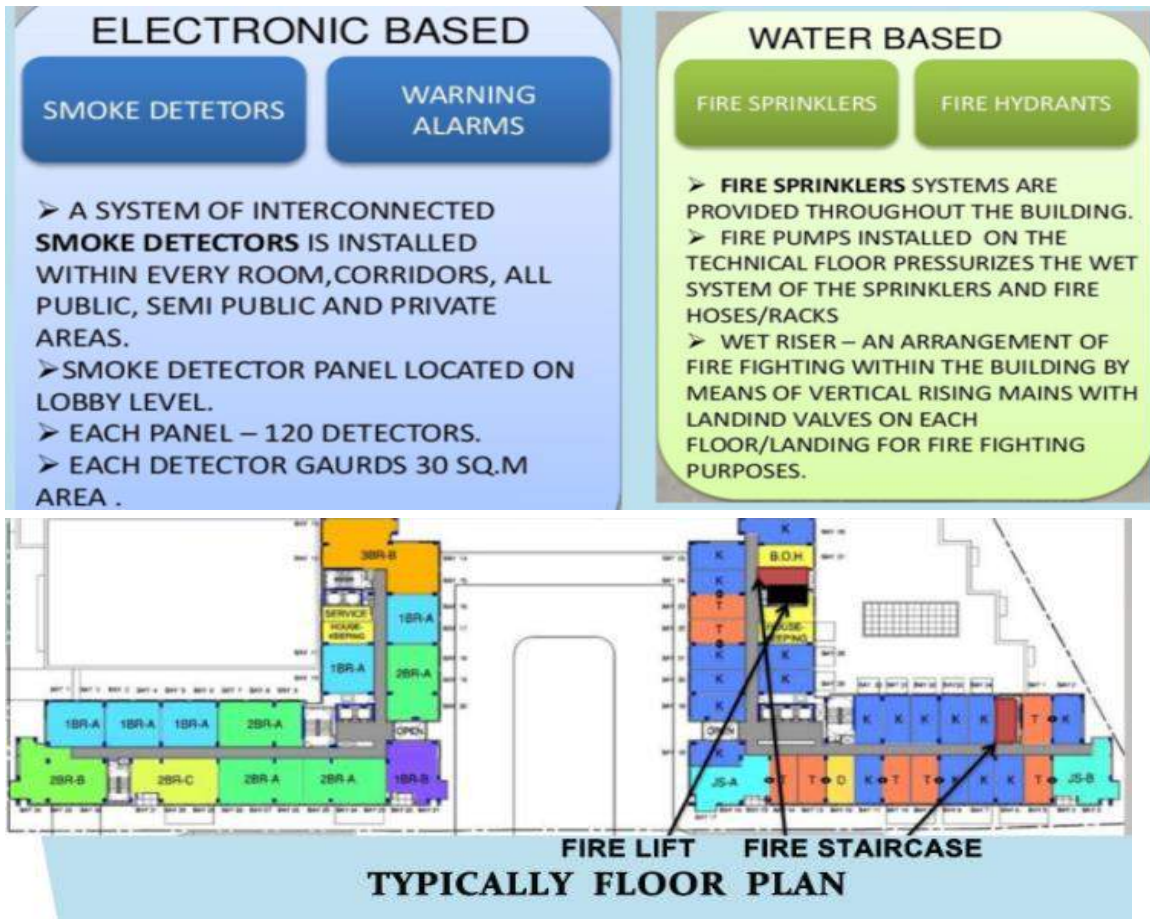 ELECTRONIC BASED
SMOKE DETETORS
WARNING
ALARMS
➢ A SYSTEM OF INTERCONNECTED
SMOKE DETECTORS IS INSTALLED
WITHIN EVERY ROOM,CORRIDORS, ALL
PUBLIC, SEMI PUBLIC AND PRIVATE
AREAS.
➢SMOKE DETECTOR PANEL LOCATED ON
LOBBY LEVEL.
➢ EACH PANEL – 120 DETECTORS.
➢ EACH DETECTOR GAURDS 30 SQ.M
AREA .
WATER BASED
FIRE SPRINKLERS
FIRE HYDRANTS
➢ FIRE SPRINKLERS SYSTEMS ARE
PROVIDED THROUGHOUT THE BUILDING.
➢ FIRE PUMPS INSTALLED ON THE
TECHNICAL FLOOR PRESSURIZES THE WET
SYSTEM OF THE SPRINKLERS AND FIRE
HOSES/RACKS
➢ WET RISER – AN ARRANGEMENT OF
FIRE FIGHTING WITHIN THE BUILDING BY
MEANS OF VERTICAL RISING MAINS WITH
LANDIND VALVES ON EACH
FLOOR/LANDING FOR FIRE FIGHTING
PURPOSES.
3BR-B
SERVICE
HOUSE-
KEEPING
1BR-A
1BR-A
2BR-A
1BR-A 1BR-A 1BR-A 2BR-A
OPEN
2BR-B 2BR-C 2BR-A 2BR-A 1BR-B
K K
K B.O.H.
K
T
T
K K
K
K
OPEN
K K K K K T K
K
JS-A T T D K T T K K K T JS-B
FIRE LIFT FIRE STAIRCASE
TYPICALLY FLOOR PLAN